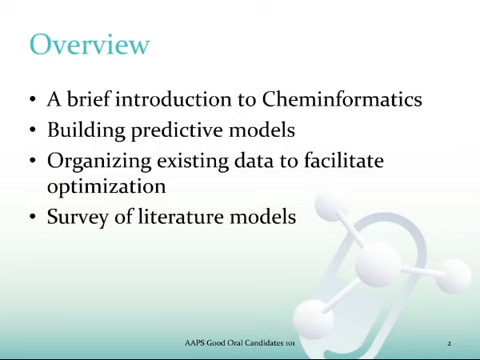 Overview
• A brief introduction to Cheminformatics
• Building predictive models
• Organizing existing data to facilitate
optimization
• Survey of literature models
AAPS Good Oral Candidates 101
2